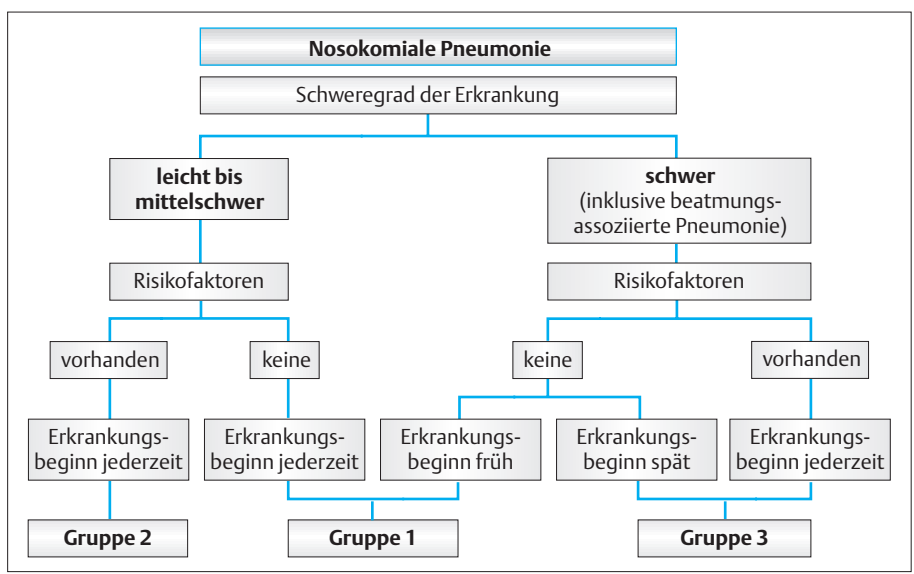 Nosokomiale Pneumonie
Schweregrad der Erkrankung
leicht bis
mittelschwer
schwer
(inklusive beatmungs-
assoziierte Pneumonie)
Risikofaktoren
Risikofaktoren
vorhanden
keine
keine
vorhanden
Erkrankungs-
beginn jederzeit
Erkrankungs-
beginn jederzeit
Erkrankungs-
beginn früh
Erkrankungs-
beginn spät
Erkrankungs-
beginn jederzeit
Gruppe 2
Gruppe 1
Gruppe 3